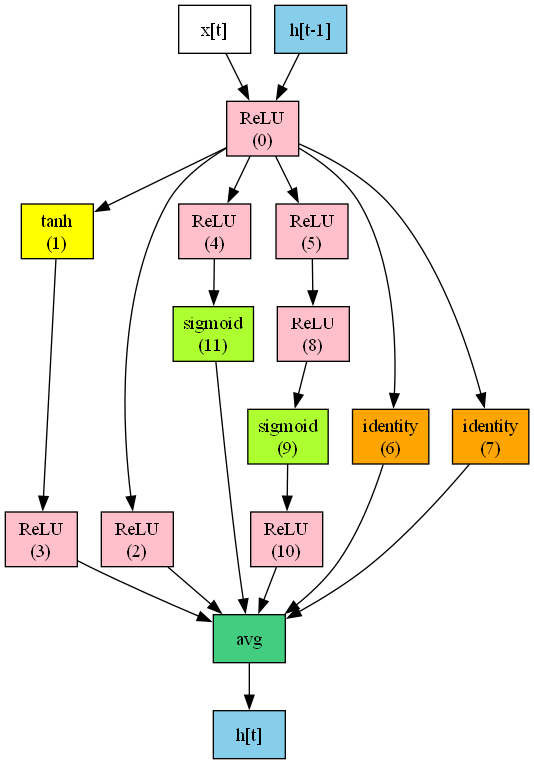 x[t]
h[t-1]
ReLU
(0)
tanh
(1)
ReLU
(4)
ReLU
(5)
sigmoid
(11)
ReLU
(8)
sigmoid
(9)
identity
(6)
identity
(7)
ReLU
(3)
ReLU
(2)
ReLU
(10)
avg
h[t]